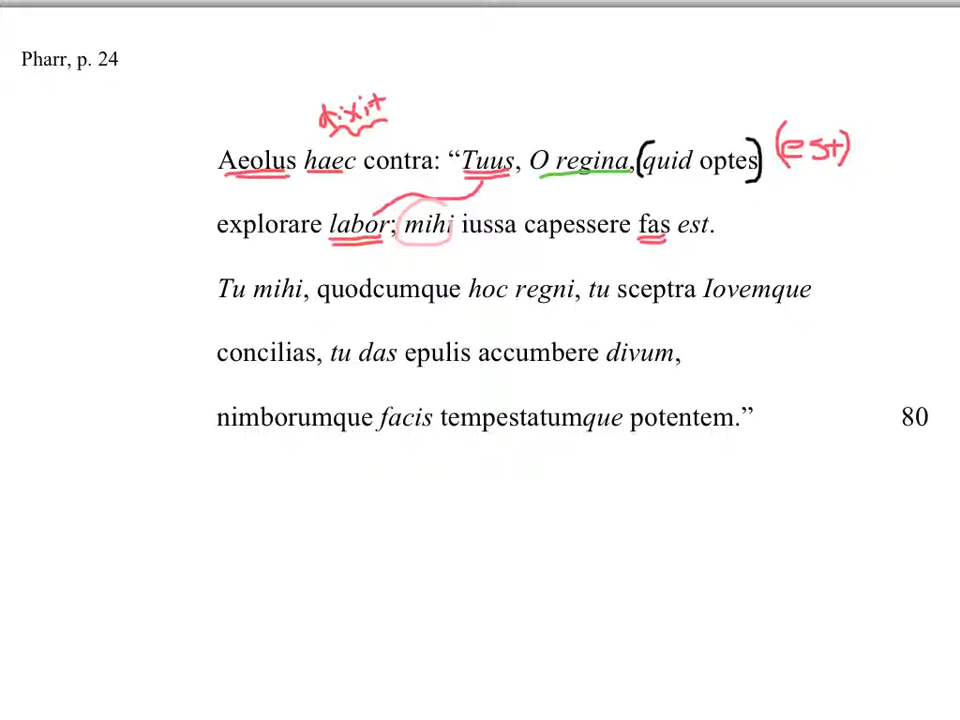 Pharr, p. 24
dixit
Aeolus haec contra: “Tuus, O regina, (quid optes) (est)
explorare labor; mihi iussa capessere fas est.
Tu mihi, quodcumque hoc regni, tu sceptra Iovemque
concilias, tu das epulis accumbere divum,
nimborumque facis tempestatumque potentem.” 80